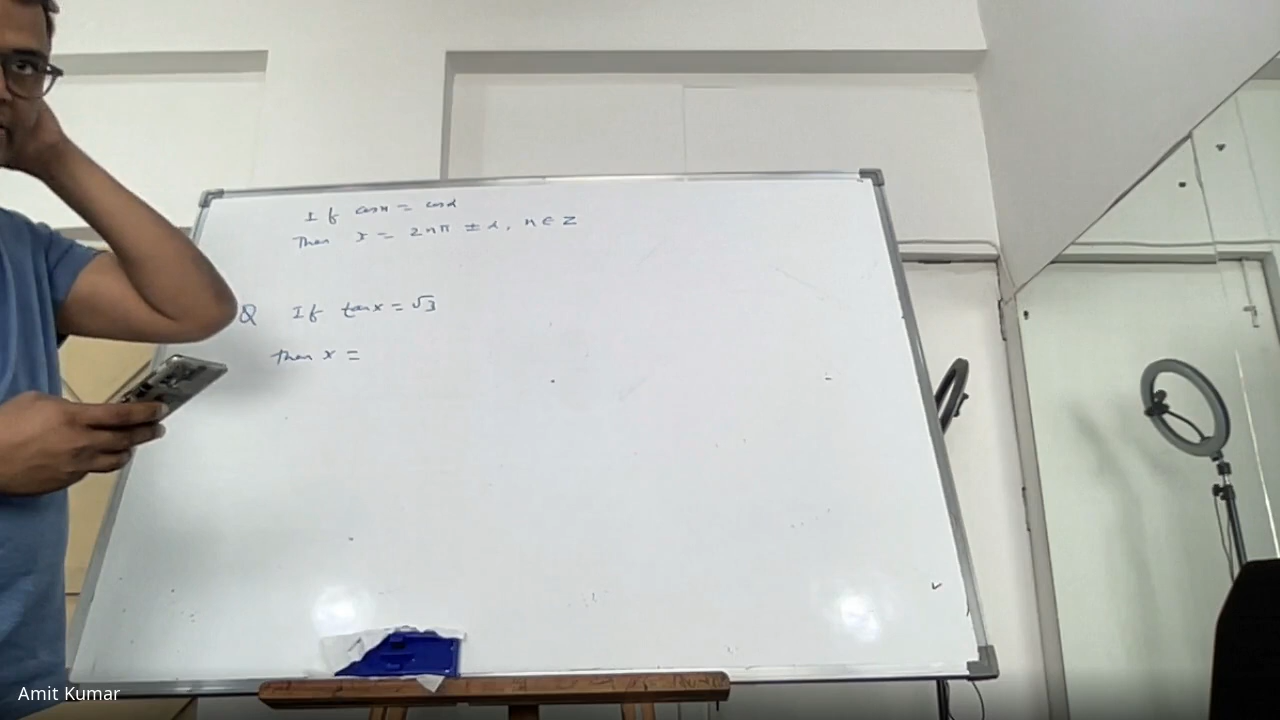 If cosx = cosα
Then x = 2nπ ± α, n ∈ Z
Q If tanx = √3
then x =
Amit Kumar